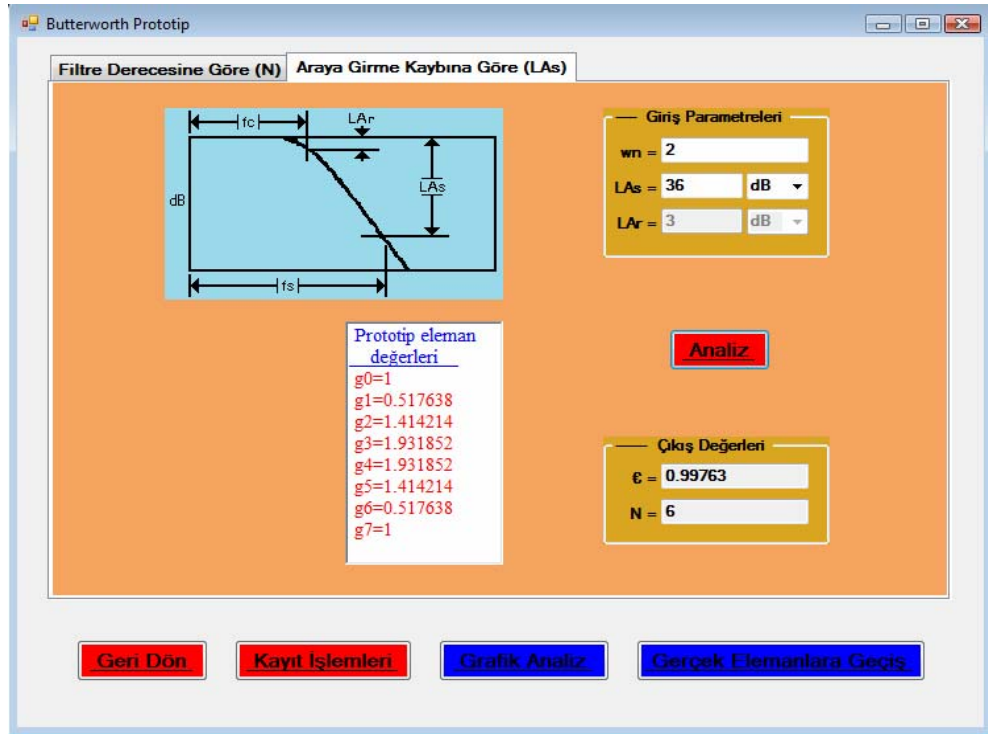 Butterworth Prototip
Filtre Derecesine Göre (N) Araya Girme Kaybına Göre (LAs)
fc
LAr
LAs
dB
fs
Giriş Parametreleri
wn = 2
LAs = 36 dB
LAr = 3 dB
Prototip eleman
değerleri
g0=1
g1=0.517638
g2=1.414214
g3=1.931852
g4=1.931852
g5=1.414214
g6=0.517638
g7=1
Analiz
Çıkış Değerleri
€ = 0.99763
N = 6
Geri Dön
Kayıt İşlemleri
Grafik Analiz
Gerçek Elemanlara Geçiş